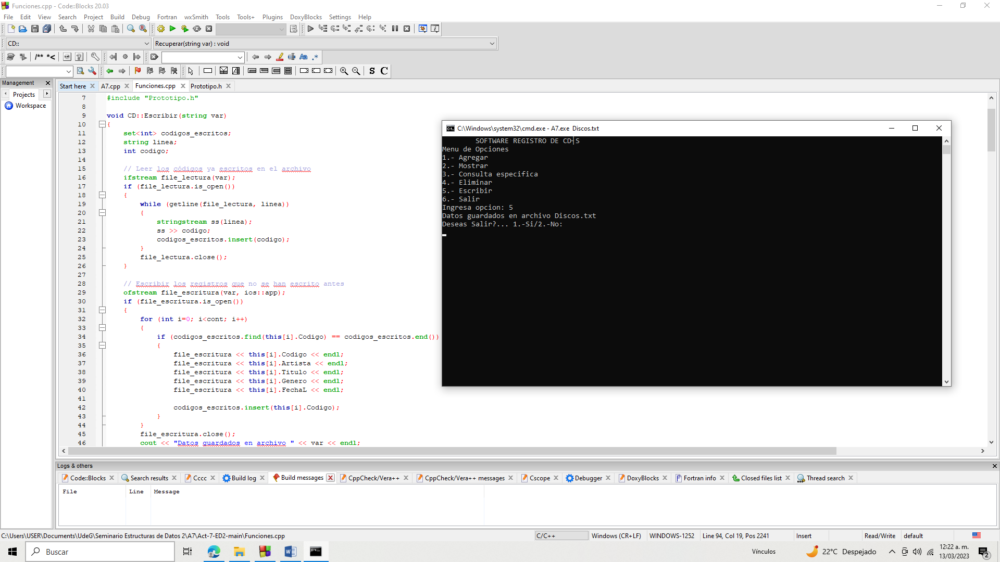 Funciones.cpp - Code::Blocks 20.03
File Edit View Search Project Build Debug Fortran wxSmith Tools Tools+ Plugins DoxyBlocks Settings Help
CD:: Recuperar(string var) : void
/** *<
Aa .*
S C
Management
Projects
Workspace
Start here A7.cpp Funciones.cpp Prototipo.h
7 #include "Prototipo.h"
8
9 void CD::Escribir(string var)
10 {
11 set<int> codigos_escritos;
12 string linea;
13 int codigo;
14
15 // Leer los códigos ya escritos en el archivo
16 ifstream file_lectura(var);
17 if (file_lectura.is_open())
18 {
19 while (getline(file_lectura, linea))
20 {
21 stringstream ss(linea);
22 ss >> codigo;
23 codigos_escritos.insert(codigo);
24 }
25 file_lectura.close();
26 }
27
28 // Escribir los registros que no se han escrito antes
29 ofstream file_escritura(var, ios::app);
30 if (file_escritura.is_open())
31 {
32 for (int i=0; i<cont; i++)
33 {
34 if (codigos_escritos.find(this[i].Codigo) == codigos_escritos.end())
35 {
36 file_escritura << this[i].Codigo << endl;
37 file_escritura << this[i].Artista << endl;
38 file_escritura << this[i].Titulo << endl;
39 file_escritura << this[i].Genero << endl;
40 file_escritura << this[i].FechaL << endl;
41
42 codigos_escritos.insert(this[i].Codigo);
43 }
44 }
45 file_escritura.close();
46 cout << "Datos guardados en archivo " << var << endl;
C:\Windows\system32\cmd.exe - A7.exe Discos.txt
SOFTWARE REGISTRO DE CD┤S
Menu de Opciones
1.- Agregar
2.- Mostrar
3.- Consulta especifica
4.- Eliminar
5.- Escribir
6.- Salir
Ingresa opcion: 5
Datos guardados en archivo Discos.txt
Deseas Salir?... 1.-Si/2.-No:
Logs & others
Code::Blocks Search results Cccc Build log Build messages CppCheck/Vera++ CppCheck/Vera++ messages Cscope Debugger DoxyBlocks Fortran info Closed files list Thread search
File Line Message
C:\Users\USER\Documents\UdeG\Seminario Estructuras de Datos 2\A7\Act-7-ED2-main\Funciones.cpp C/C++ Windows (CR+LF) WINDOWS-1252 Line 94, Col 19, Pos 2241 Insert Read/Write default
Buscar
Vínculos
22°C Despejado
12:22 a. m.
13/03/2023
2